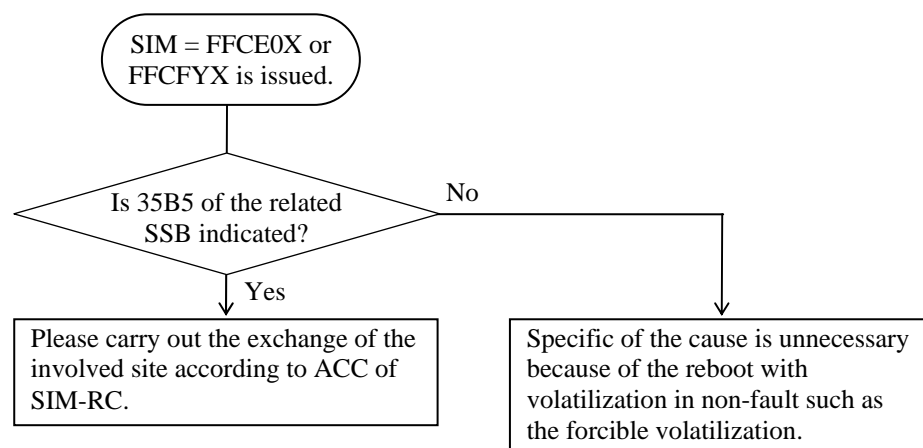 SIM = FFCE0X or
FFCFYX is issued.
Is 35B5 of the related
SSB indicated?
No
Yes
Please carry out the exchange of the
involved site according to ACC of
SIM-RC.
Specific of the cause is unnecessary
because of the reboot with
volatilization in non-fault such as
the forcible volatilization.